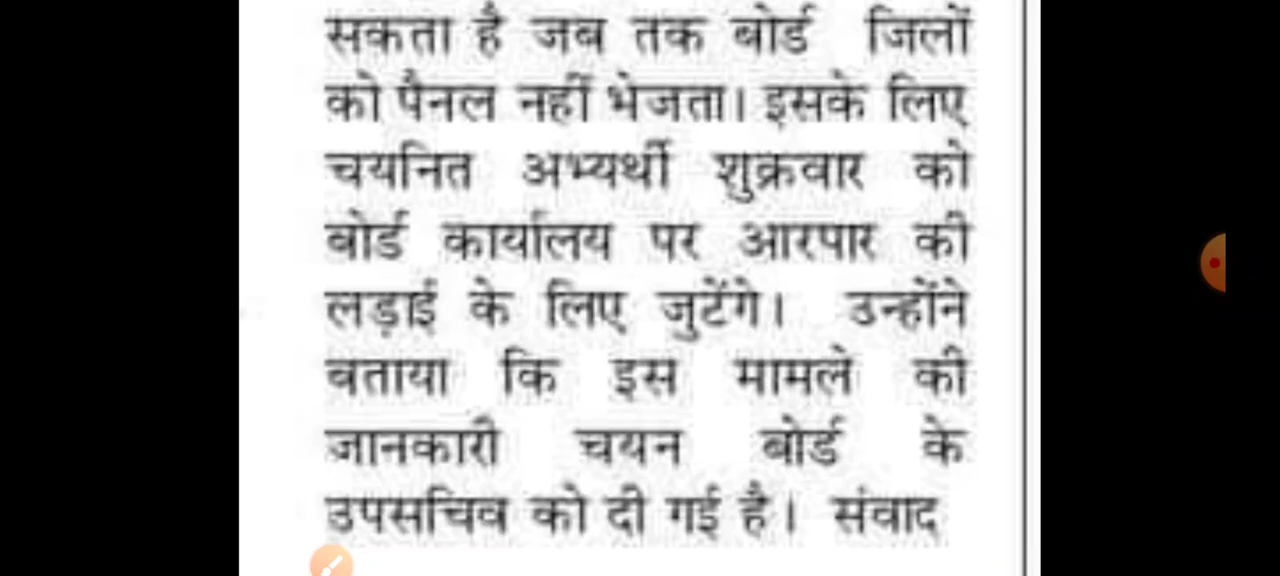 सकता है जब तक बोर्ड जिलों
को पैनल नहीं भेजता। इसके लिए
चयनित अभ्यर्थी शुक्रवार को
बोर्ड कार्यालय पर आरपार की
लड़ाई के लिए जुटेंगे। उन्होंने
बताया कि इस मामले की
जानकारी चयन बोर्ड के
उपसचिव को दी गई है। संवाद